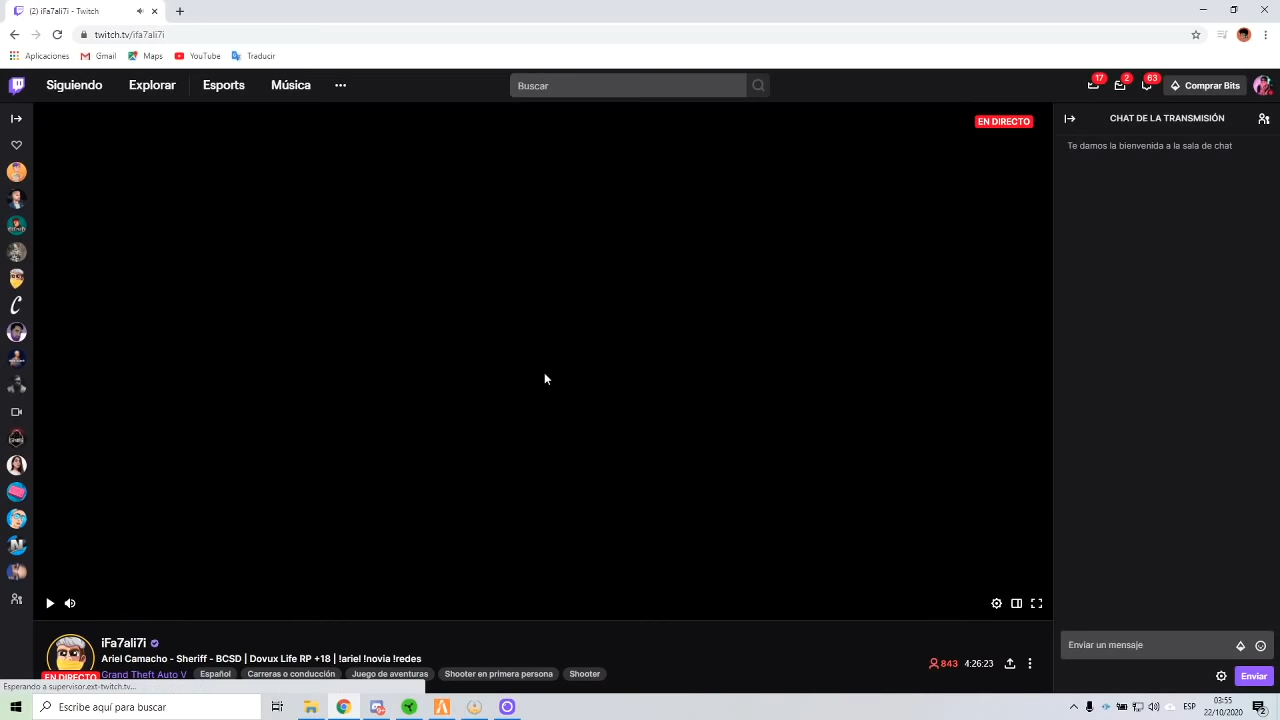 (2) iFa7ali7i - Twitch
twitch.tv/ifa7ali7i
Aplicaciones Gmail Maps YouTube Traducir
Siguiendo Explorar Esports Música ••• Buscar 17 2 63 Comprar Bits
EN DIRECTO
CHAT DE LA TRANSMISIÓN
Te damos la bienvenida a la sala de chat
iFa7ali7i
Ariel Camacho - Sheriff - BCSD | Dovux Life RP +18 | !ariel !novia !redes
843 4:26:23
EN DIRECTO
Grand Theft Auto V Español Carreras o conducción Juego de aventuras Shooter en primera persona Shooter
Enviar un mensaje
Enviar
Esperando a supervisor.ext-twitch.tv...
Escribe aquí para buscar
ESP
03:55
22/10/2020
2